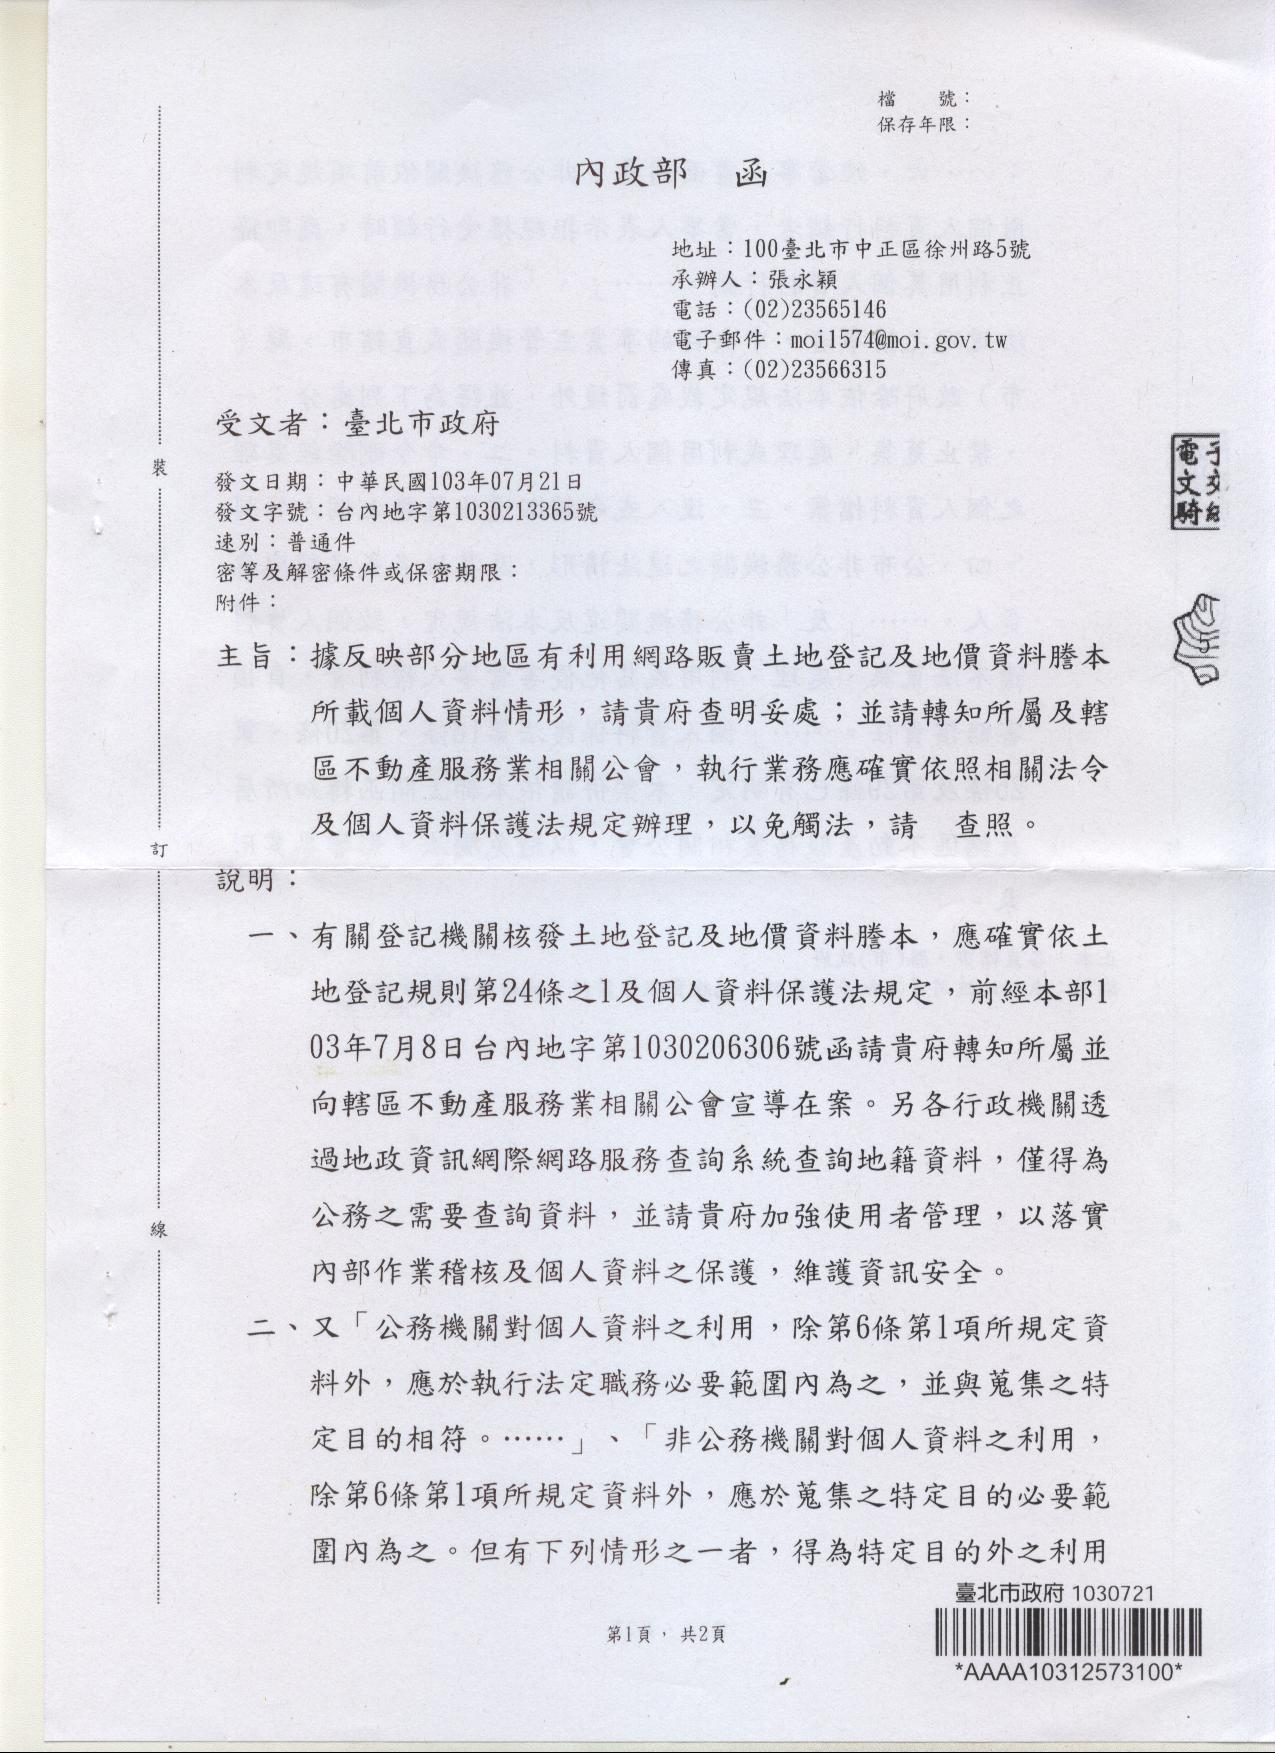 檔　　號：
保存年限：
內政部　函
地址：100臺北市中正區徐州路5號
承辦人：張永穎
電話：(02)23565146
電子郵件：moi1574@moi.gov.tw
傳真：(02)23566315
受文者：臺北市政府
發文日期：中華民國103年07月21日
發文字號：台內地字第1030213365號
速別：普通件
密等及解密條件或保密期限：
附件：
主旨：據反映部分地區有利用網路販賣土地登記及地價資料謄本
所載個人資料情形，請貴府查明妥處；並請轉知所屬及轄
區不動產服務業相關公會，執行業務應確實依照相關法令
及個人資料保護法規定辦理，以免觸法，請　查照。
說明：
一、有關登記機關核發土地登記及地價資料謄本，應確實依土
地登記規則第24條之1及個人資料保護法規定，前經本部1
03年7月8日台內地字第1030206306號函請貴府轉知所屬並
向轄區不動產服務業相關公會宣導在案。另各行政機關透
過地政資訊網際網路服務查詢系統查詢地籍資料，僅得為
公務之需要查詢資料，並請貴府加強使用者管理，以落實
內部作業稽核及個人資料之保護，維護資訊安全。
二、又「公務機關對個人資料之利用，除第6條第1項所規定資
料外，應於執行法定職務必要範圍內為之，並與蒐集之特
定目的相符。……」、「非公務機關對個人資料之利用，
除第6條第1項所規定資料外，應於蒐集之特定目的必要範
圍內為之。但有下列情形之一者，得為特定目的外之利用
臺北市政府 1030721
*AAAA10312573100*
第1頁， 共2頁
裝
訂
線
電子
文交
騎